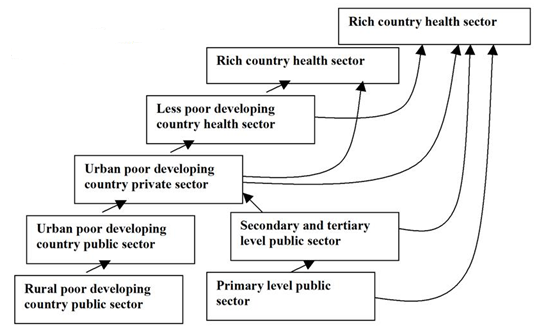 Rich country health sector
Rich country health sector
Less poor developing
country health sector
Urban poor developing
country private sector
Urban poor developing
country public sector
Secondary and tertiary
level public sector
Rural poor developing
country public sector
Primary level public
sector